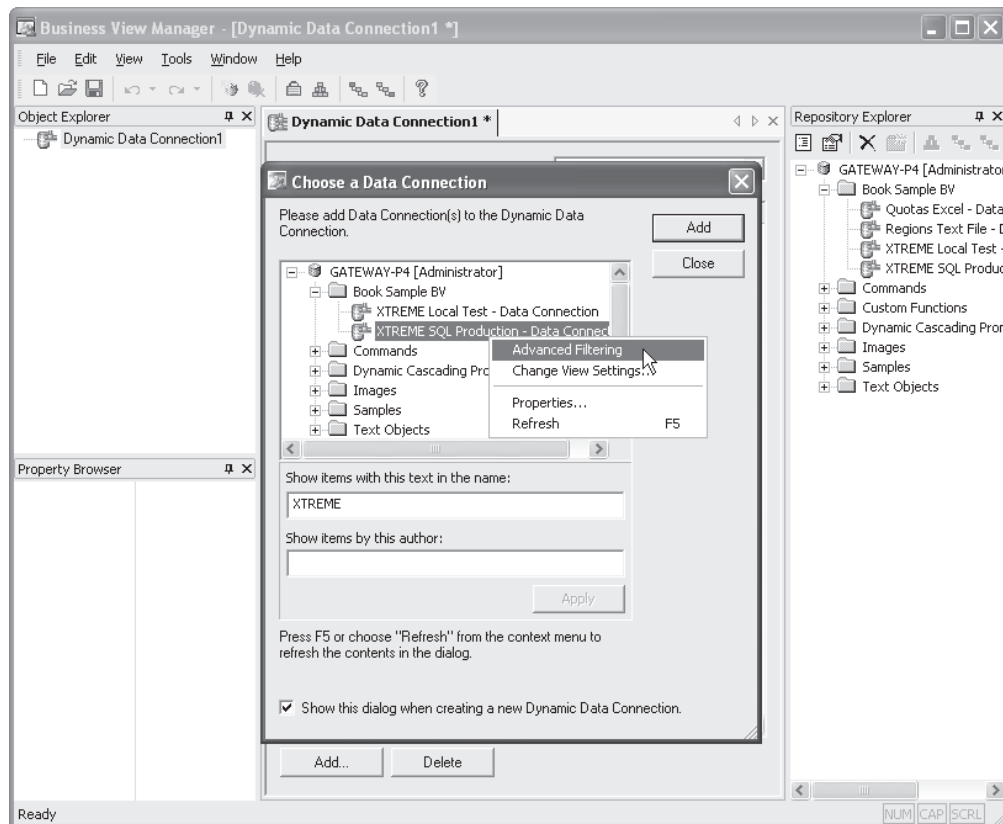 Business View Manager - [Dynamic Data Connection1 *]
File Edit View Tools Window Help
Object Explorer
Dynamic Data Connection1
Property Browser
Dynamic Data Connection1 *
Choose a Data Connection
Please add Data Connection(s) to the Dynamic Data
Connection.
Add
Close
GATEWAY-P4 [Administrator]
Book Sample BV
XTREME Local Test - Data Connection
XTREME SQL Production - Data Connect
Commands
Dynamic Cascading Pro
Images
Samples
Text Objects
Advanced Filtering
Change View Settings...
Properties...
Refresh F5
Show items with this text in the name:
XTREME
Show items by this author:
Apply
Press F5 or choose "Refresh" from the context menu to
refresh the contents in the dialog.
Show this dialog when creating a new Dynamic Data Connection.
Add... Delete
Repository Explorer
GATEWAY-P4 [Administrato
Book Sample BV
Quotas Excel - Data
Regions Text File - D
XTREME Local Test -
XTREME SQL Produc
Commands
Custom Functions
Dynamic Cascading Pror
Images
Samples
Text Objects
Ready
NUM CAP SCRL